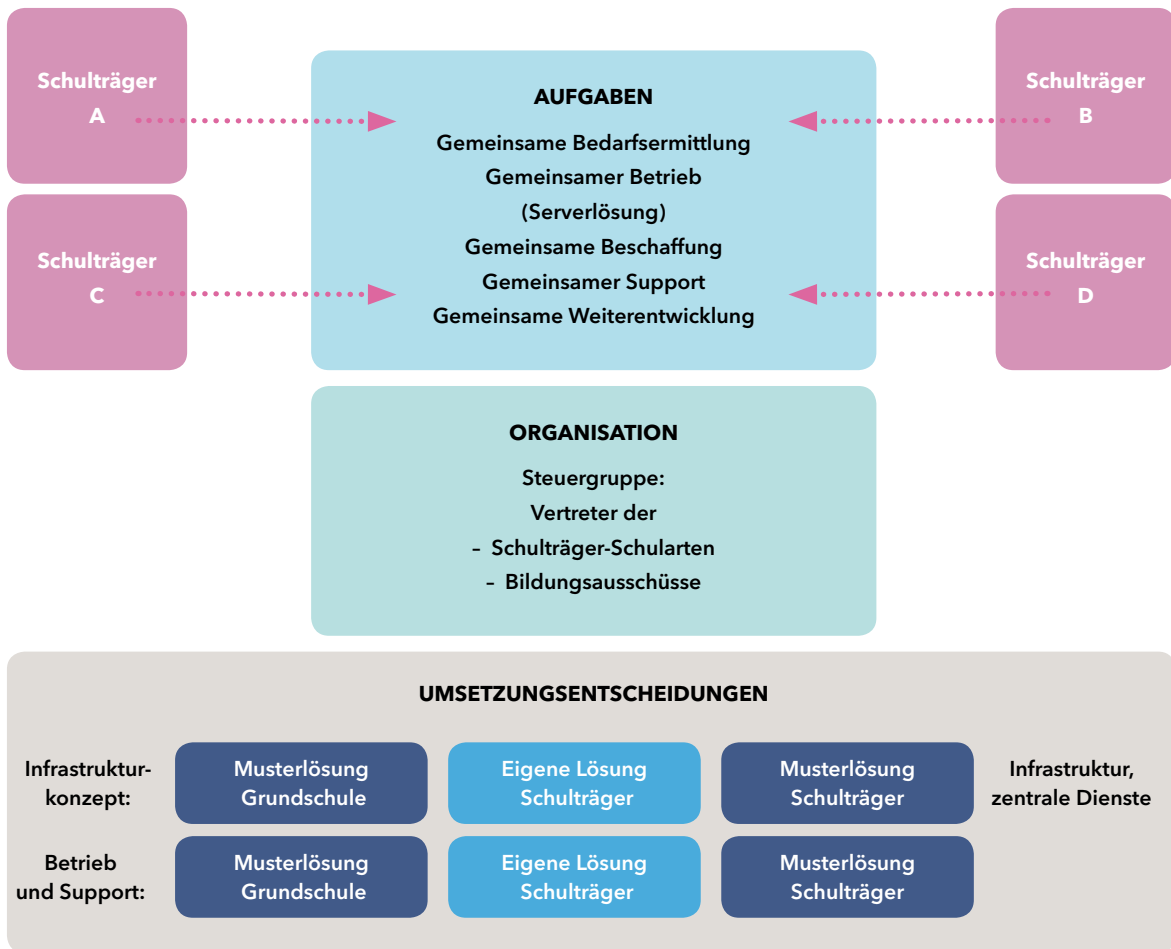 Schulträger
A
Schulträger
B
Schulträger
C
Schulträger
D
AUFGABEN
Gemeinsame Bedarfsermittlung
Gemeinsamer Betrieb
(Serverlösung)
Gemeinsame Beschaffung
Gemeinsamer Support
Gemeinsame Weiterentwicklung
ORGANISATION
Steuergruppe:
Vertreter der
– Schulträger-Schularten
– Bildungsausschüsse
UMSETZUNGSENTSCHEIDUNGEN
Infrastruktur-
konzept:
Musterlösung
Grundschule
Eigene Lösung
Schulträger
Musterlösung
Schulträger
Infrastruktur,
zentrale Dienste
Betrieb
und Support:
Musterlösung
Grundschule
Eigene Lösung
Schulträger
Musterlösung
Schulträger